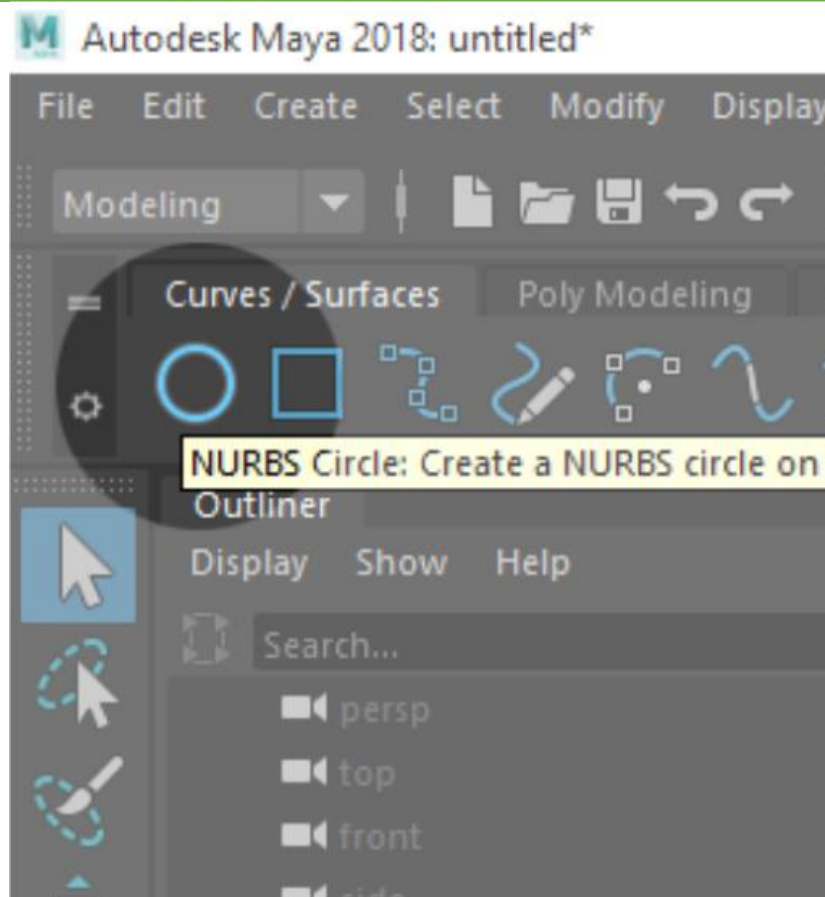 Autodesk Maya 2018: untitled*
File Edit Create Select Modify Display
Modeling
Curves / Surfaces Poly Modeling
NURBS Circle: Create a NURBS circle on
Outliner
Display Show Help
Search...
persp
top
front
side